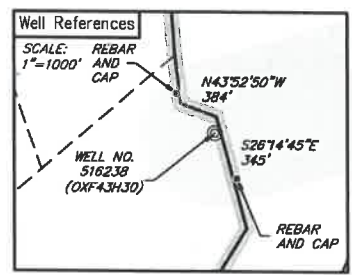 Well References
SCALE:
1"=1000'
REBAR
AND
CAP
N43°52'50"W
384'
WELL NO.
516238
(OXF43H30)
S26°14'45"E
345'
REBAR
AND CAP